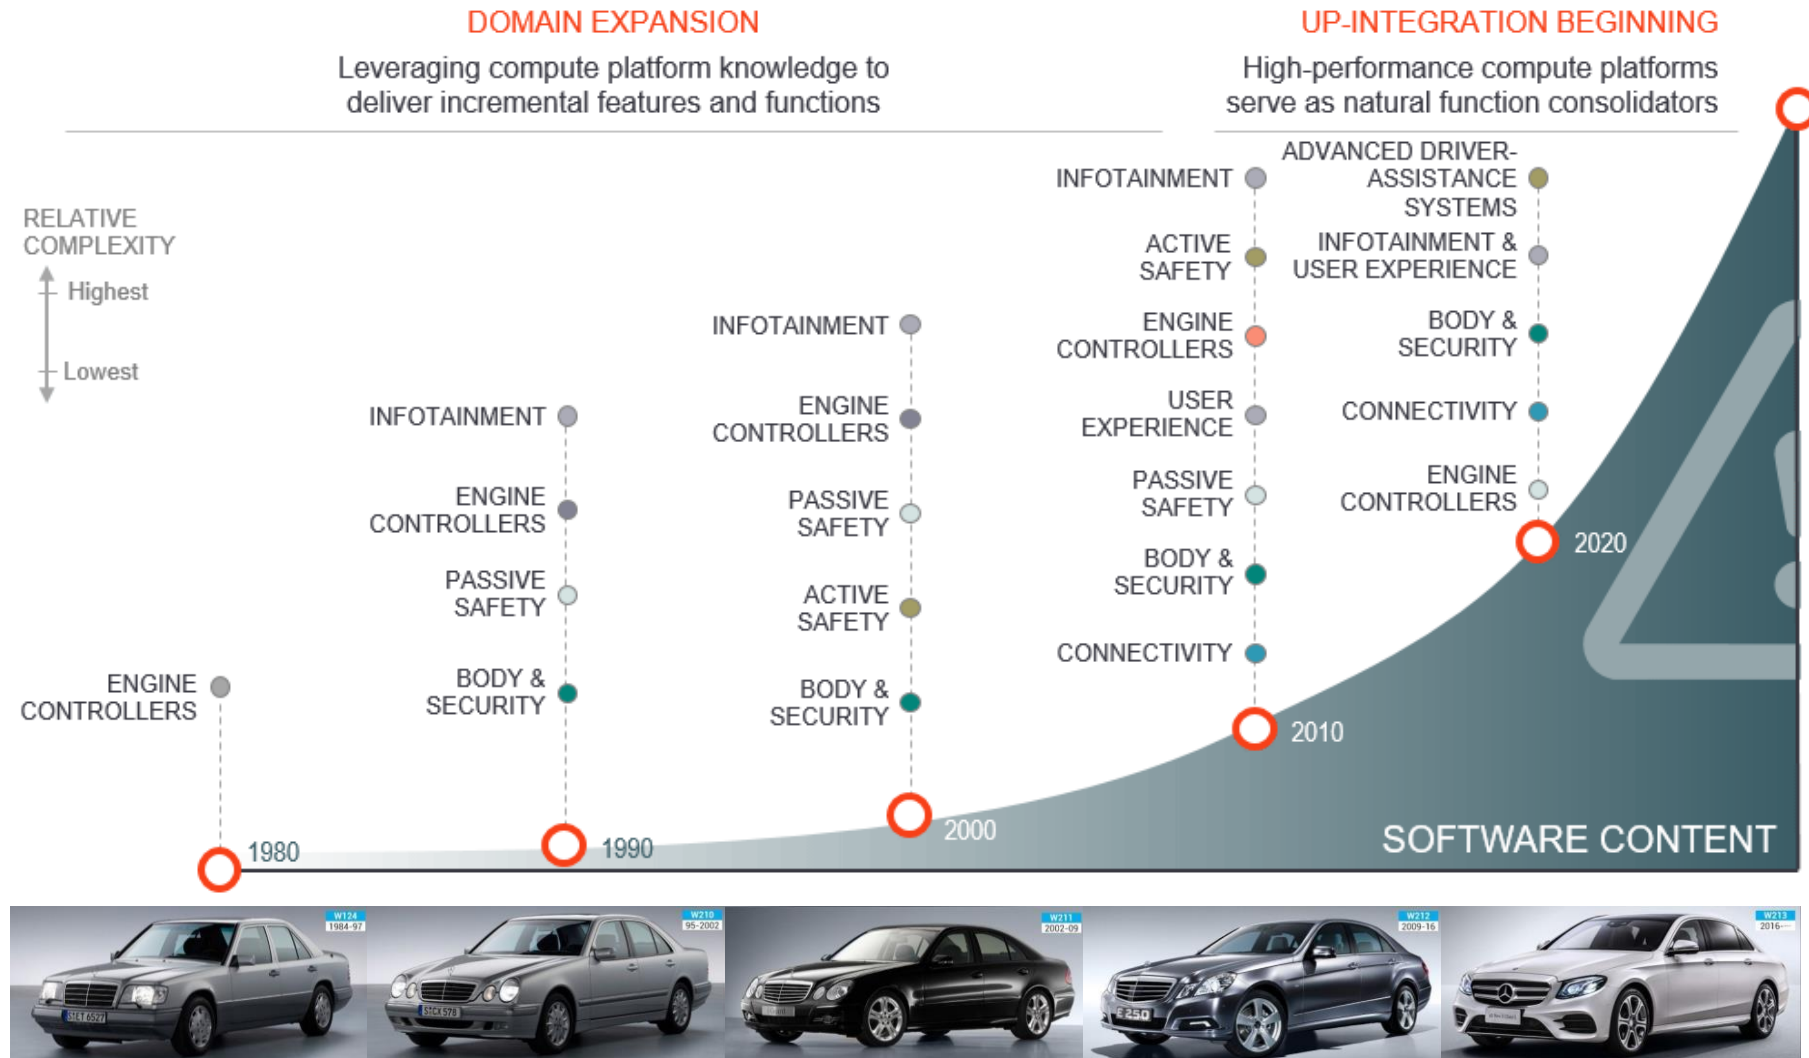 DOMAIN EXPANSION
Leveraging compute platform knowledge to
deliver incremental features and functions
UP-INTEGRATION BEGINNING
High-performance compute platforms
serve as natural function consolidators
RELATIVE
COMPLEXITY
Highest
Lowest
ENGINE
CONTROLLERS
1980
INFOTAINMENT
ENGINE
CONTROLLERS
PASSIVE
SAFETY
BODY &
SECURITY
1990
INFOTAINMENT
ENGINE
CONTROLLERS
PASSIVE
SAFETY
ACTIVE
SAFETY
BODY &
SECURITY
2000
INFOTAINMENT
ACTIVE
SAFETY
ENGINE
CONTROLLERS
USER
EXPERIENCE
PASSIVE
SAFETY
BODY &
SECURITY
CONNECTIVITY
2010
ADVANCED DRIVER-
ASSISTANCE
SYSTEMS
INFOTAINMENT &
USER EXPERIENCE
BODY &
SECURITY
CONNECTIVITY
ENGINE
CONTROLLERS
2020
SOFTWARE CONTENT
W124
1984-97
W210
95-2002
W211
2002-09
W212
2009-16
W213
2016-
S:CX 578
E 250